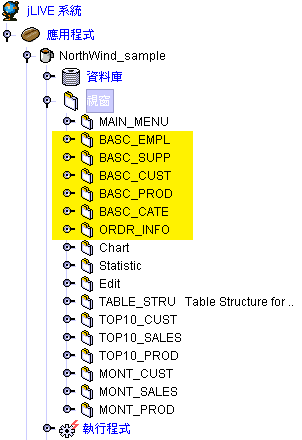 jLIVE 系統
應用程式
NorthWind_sample
資料庫
視窗
MAIN_MENU
BASC_EMPL
BASC_SUPP
BASC_CUST
BASC_PROD
BASC_CATE
ORDR_INFO
Chart
Statistic
Edit
TABLE_STRU Table Structure for ..
TOP10_CUST
TOP10_SALES
TOP10_PROD
MONT_CUST
MONT_SALES
MONT_PROD
執行程式